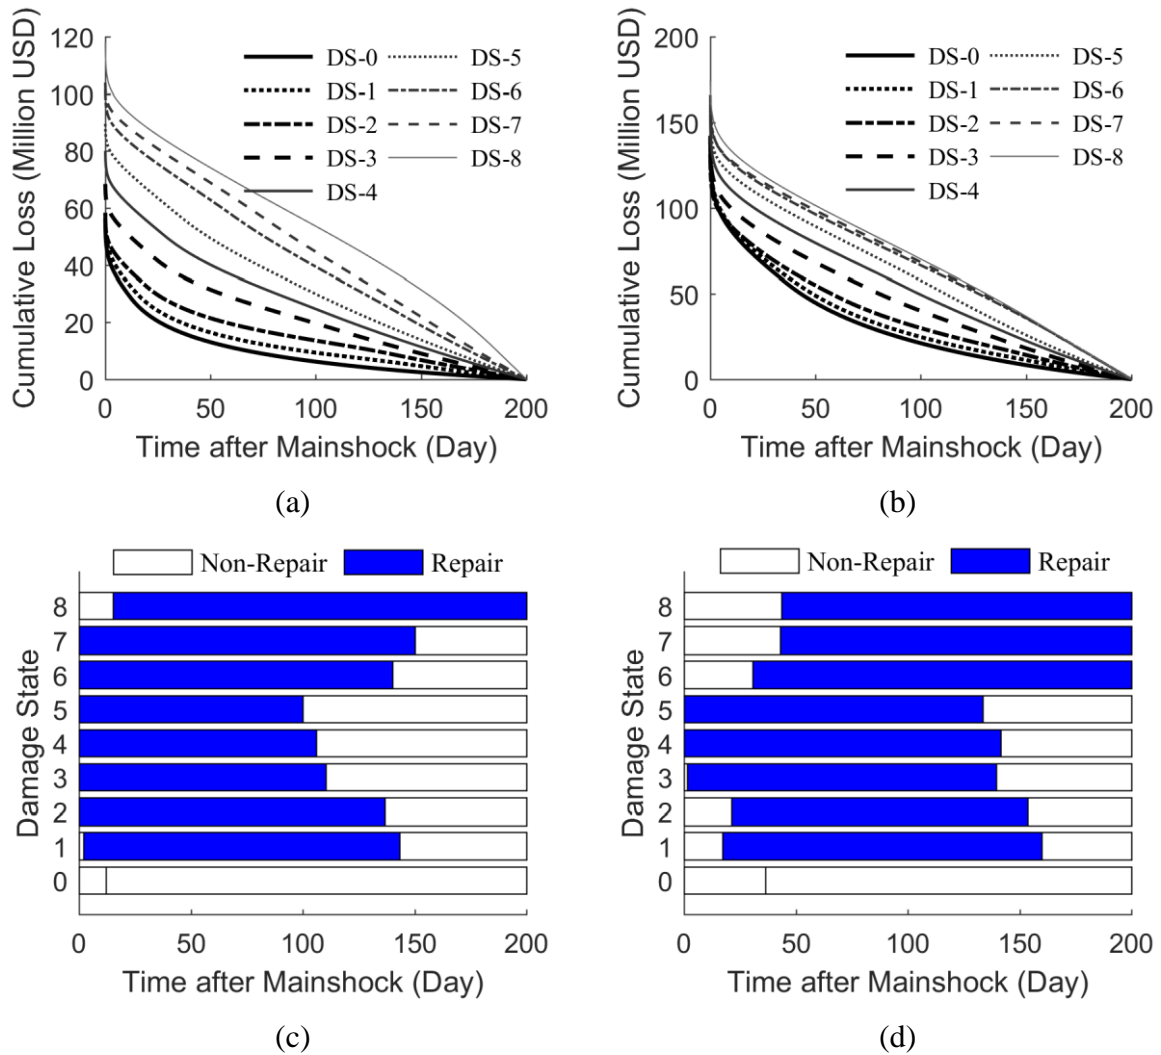 120
100
80
60
40
20
0
Cumulative Loss (Million USD)
DS-0 DS-5
DS-1 DS-6
DS-2 DS-7
DS-3 DS-8
DS-4
0 50 100 150 200
Time after Mainshock (Day)
(a)
200
150
100
50
0
Cumulative Loss (Million USD)
DS-0 DS-5
DS-1 DS-6
DS-2 DS-7
DS-3 DS-8
DS-4
0 50 100 150 200
Time after Mainshock (Day)
(b)
Non-Repair Repair
Damage State
8
7
6
5
4
3
2
1
0
0 50 100 150 200
Time after Mainshock (Day)
(c)
Non-Repair Repair
Damage State
8
7
6
5
4
3
2
1
0
0 50 100 150 200
Time after Mainshock (Day)
(d)